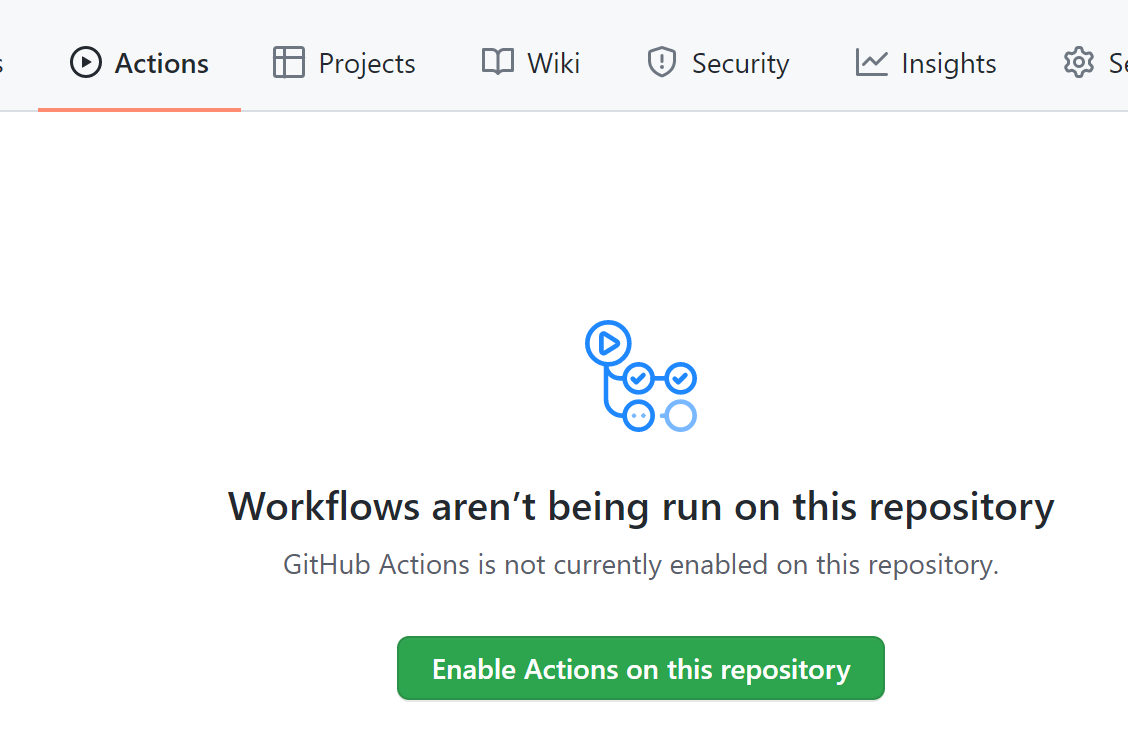 Actions Projects Wiki Security Insights
Workflows aren’t being run on this repository
GitHub Actions is not currently enabled on this repository.
Enable Actions on this repository